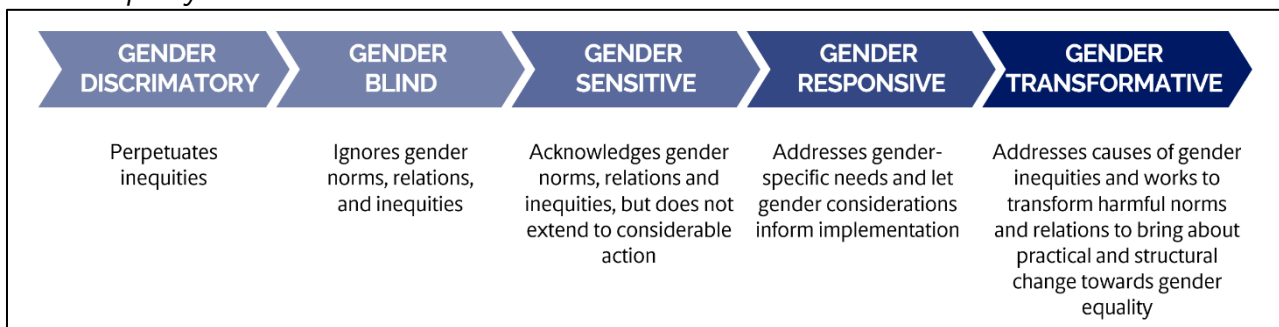 GENDER
DISCRIMATORY
GENDER
BLIND
GENDER
SENSITIVE
GENDER
RESPONSIVE
GENDER
TRANSFORMATIVE
Perpetuates
inequities
Ignores gender
norms, relations,
and inequities
Acknowledges gender
norms, relations and
inequities, but does not
extend to considerable
action
Addresses gender-
specific needs and let
gender considerations
inform implementation
Addresses causes of gender
inequities and works to
transform harmful norms
and relations to bring about
practical and structural
change towards gender
equality